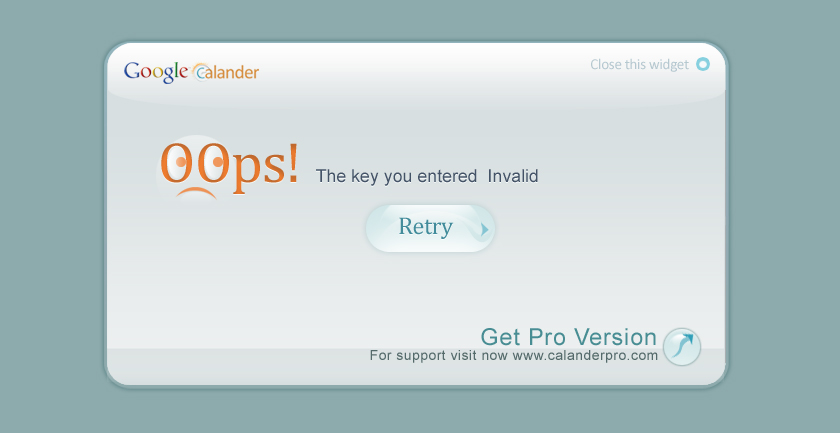 Google Calander
Close this widget
OOps!
The key you entered Invalid
Retry
Get Pro Version
For support visit now www.calanderpro.com